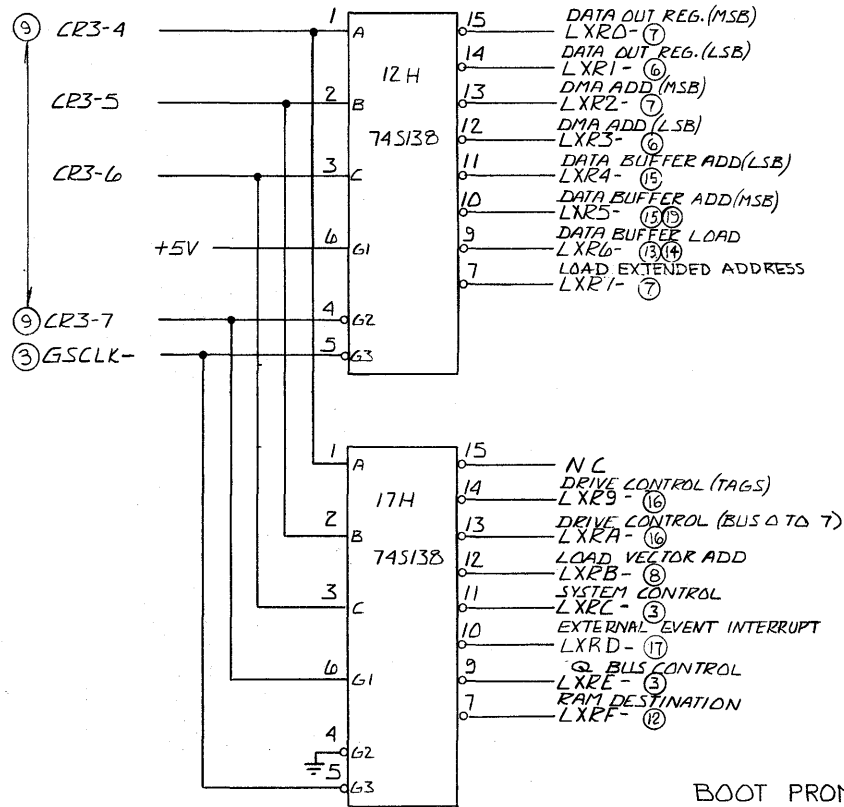 1 15 DATA OUT REG.(MSB)
9 CR3-4 A LXR0- 7
14 DATA OUT REG.(LSB)
12H LXR1- 6
2 13 DMA ADD (MSB)
CR3-5 B LXR2- 7
74S138 12 DMA ADD (LSB)
LXR3- 6
3 11 DATA BUFFER ADD(LSB)
CR3-6 C LXR4- 15
10 DATA BUFFER ADD(MSB)
LXR5- 15 19
6 9 DATA BUFFER LOAD
+5V G1 LXR6- 13 14
7 LOAD EXTENDED ADDRESS
LXR7- 7
4
9 CR3-7 G2
5
3 GSCLK- G3
1 15
A NC
17H 14 DRIVE CONTROL (TAGS)
LXR9- 16
2 13 DRIVE CONTROL (BUS 0 TO 7)
B LXRA- 16
74S138 12 LOAD VECTOR ADD
LXRB- 8
3 11 SYSTEM CONTROL
C LXRC- 3
10 EXTERNAL EVENT INTERRUPT
LXRD- 17
6 9 Q BUS CONTROL
G1 LXRE- 3
7 RAM DESTINATION
LXRF- 12
4
G2
5
G3
BOOT PROM